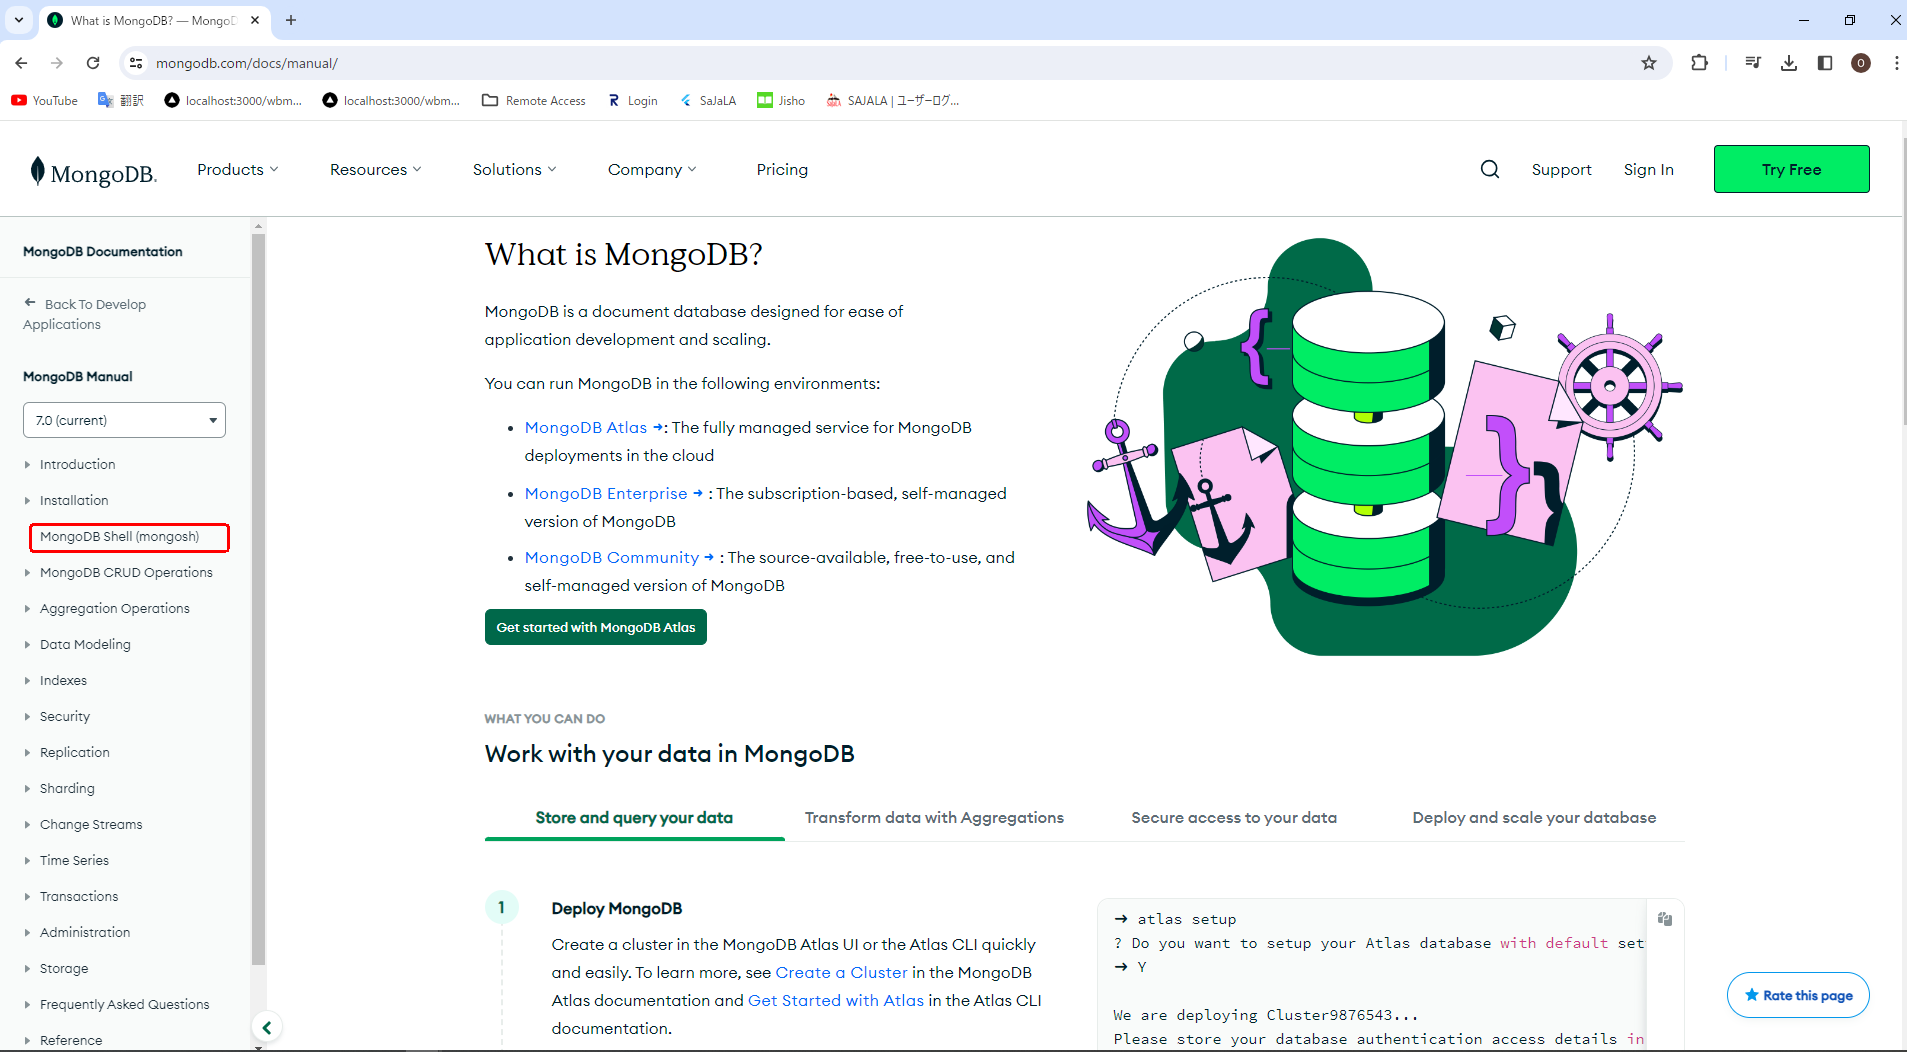 What is MongoDB? — MongoD
mongodb.com/docs/manual/
O
YouTube
翻訳
localhost:3000/wbm...
localhost:3000/wbm...
Remote Access
Login
SaJaLA
Jisho
SAJALA | ユーザーログ...
MongoDB.
Products
Resources
Solutions
Company
Pricing
Support
Sign In
Try Free
MongoDB Documentation
Back To Develop
Applications
MongoDB Manual
7.0 (current)
Introduction
Installation
MongoDB Shell (mongosh)
MongoDB CRUD Operations
Aggregation Operations
Data Modeling
Indexes
Security
Replication
Sharding
Change Streams
Time Series
Transactions
Administration
Storage
Frequently Asked Questions
Reference
What is MongoDB?
MongoDB is a document database designed for ease of
application development and scaling.
You can run MongoDB in the following environments:
• MongoDB Atlas ➔: The fully managed service for MongoDB
deployments in the cloud
• MongoDB Enterprise ➔ : The subscription-based, self-managed
version of MongoDB
• MongoDB Community ➔ : The source-available, free-to-use, and
self-managed version of MongoDB
Get started with MongoDB Atlas
WHAT YOU CAN DO
Work with your data in MongoDB
Store and query your data
Transform data with Aggregations
Secure access to your data
Deploy and scale your database
1
Deploy MongoDB
Create a cluster in the MongoDB Atlas UI or the Atlas CLI quickly
and easily. To learn more, see Create a Cluster in the MongoDB
Atlas documentation and Get Started with Atlas in the Atlas CLI
documentation.
➔ atlas setup
? Do you want to setup your Atlas database with default set
➔ Y
We are deploying Cluster9876543...
Please store your database authentication access details in
Rate this page